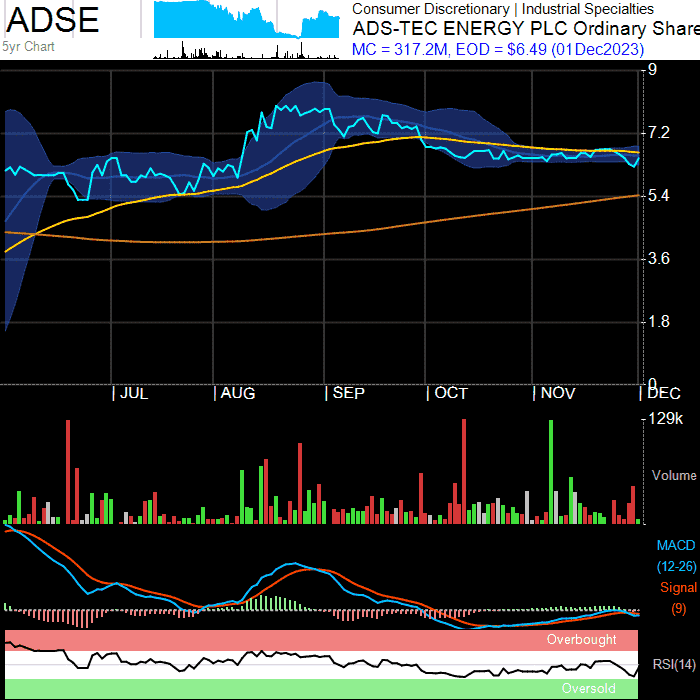 ADSE
5yr Chart
Consumer Discretionary | Industrial Specialties
ADS-TEC ENERGY PLC Ordinary Share
MC = 317.2M, EOD = $6.49 (01Dec2023)
9
7.2
5.4
3.6
1.8
0
| JUL | AUG | SEP | OCT | NOV | DEC
129k
Volume
MACD
(12-26)
Signal
(9)
Overbought
RSI(14)
Oversold